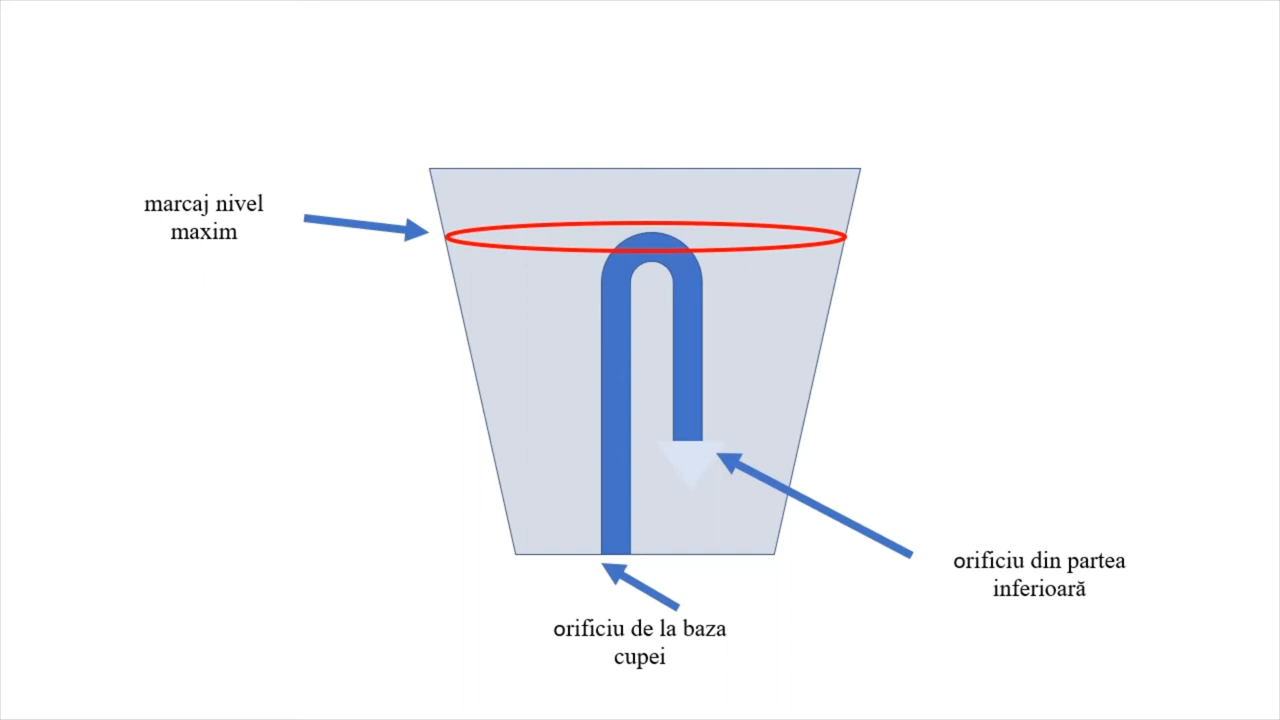 marcaj nivel
maxim
orificiu din partea
inferioară
orificiu de la baza
cupei